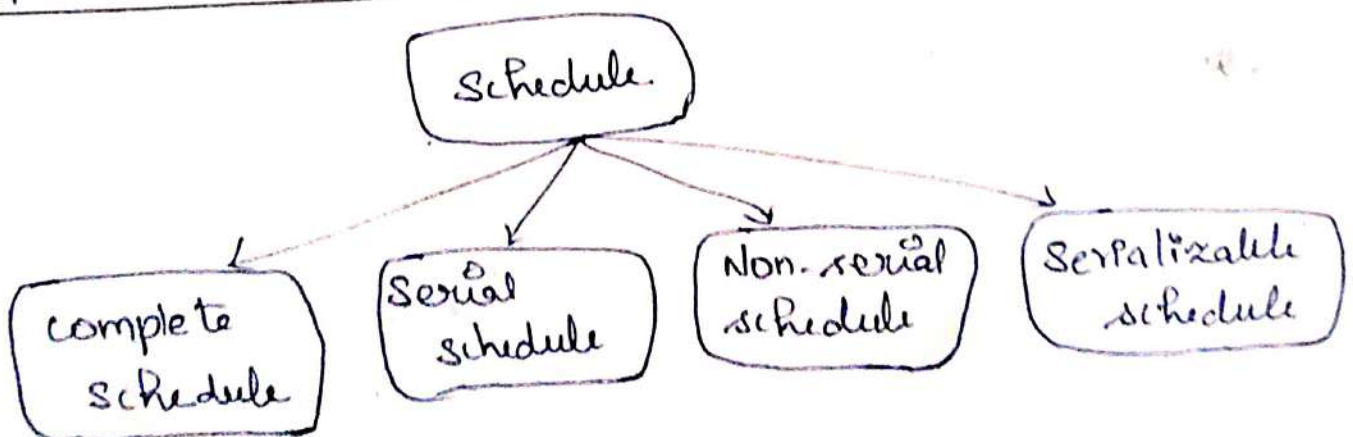 Schedule.
complete
schedule
Serial
schedule
Non-serial
schedule
Serializable
schedule